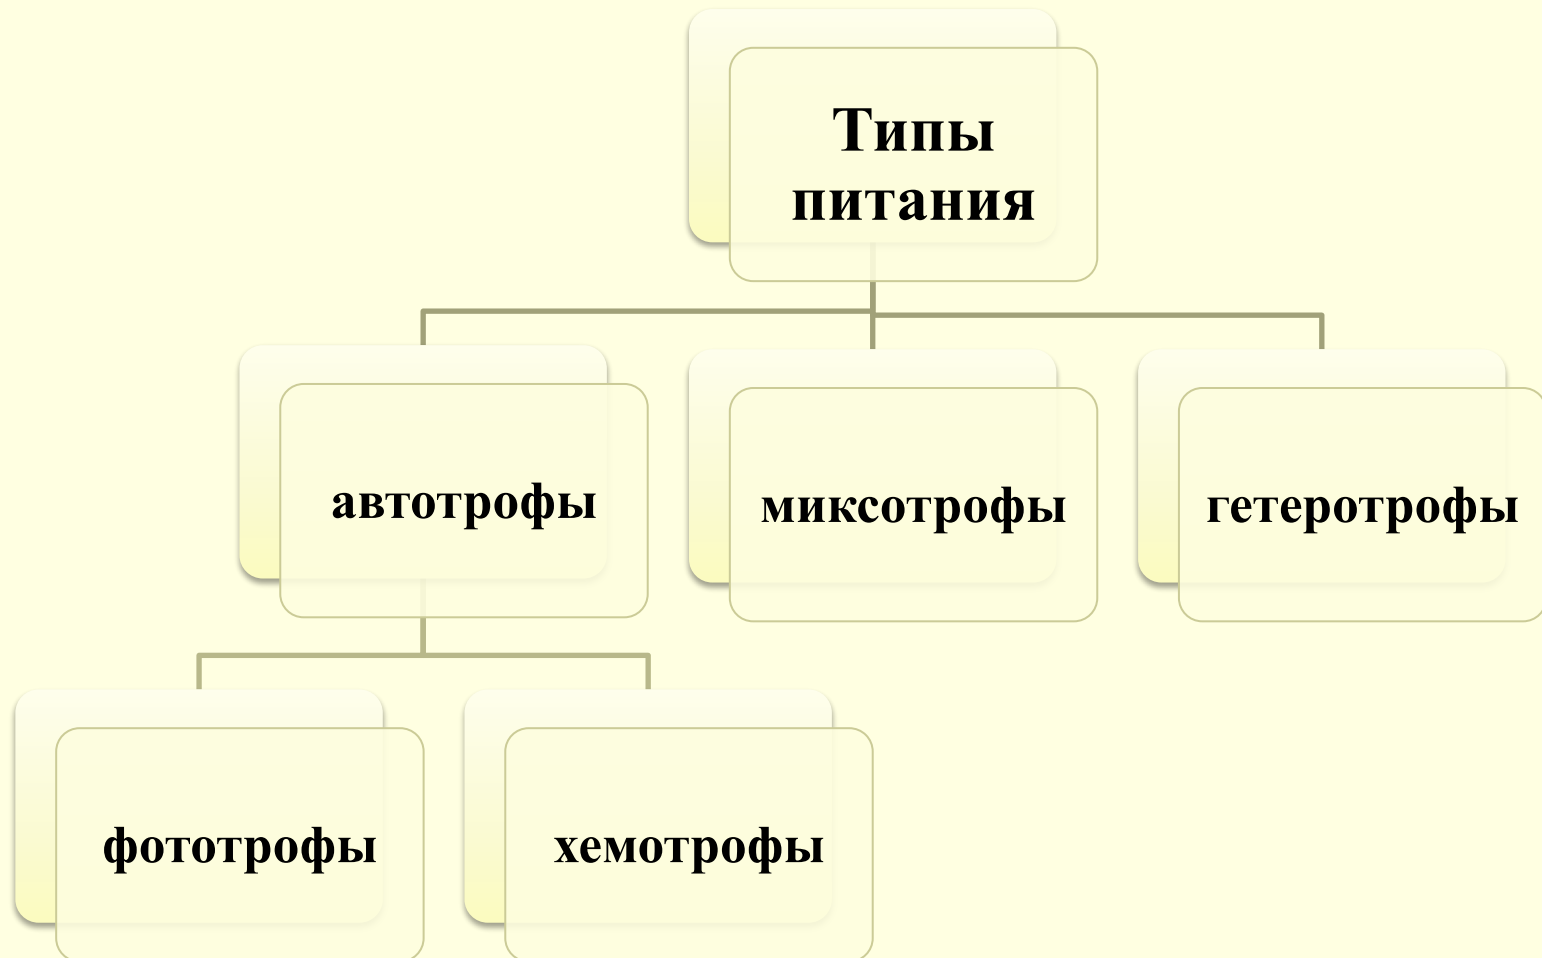 Типы
питания
автотрофы
миксотрофы
гетеротрофы
фототрофы
хемотрофы